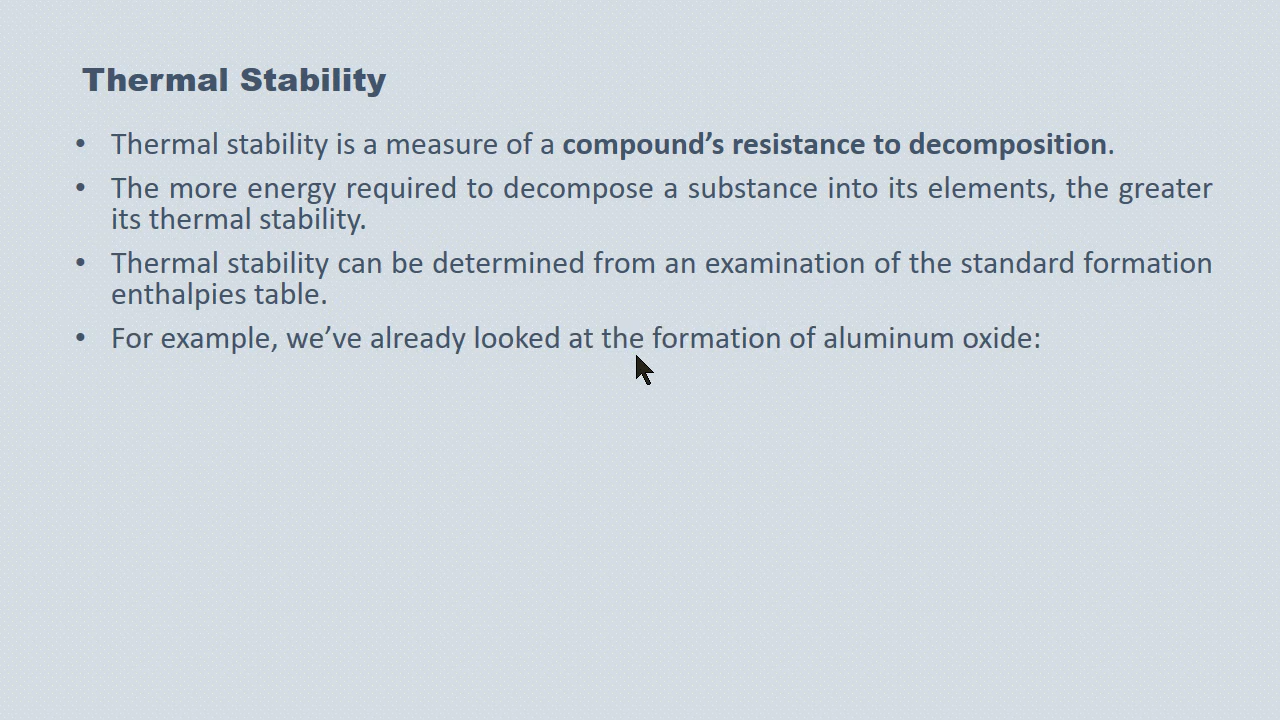 Thermal Stability
• Thermal stability is a measure of a compound’s resistance to decomposition.
• The more energy required to decompose a substance into its elements, the greater
its thermal stability.
• Thermal stability can be determined from an examination of the standard formation
enthalpies table.
• For example, we’ve already looked at the formation of aluminum oxide: